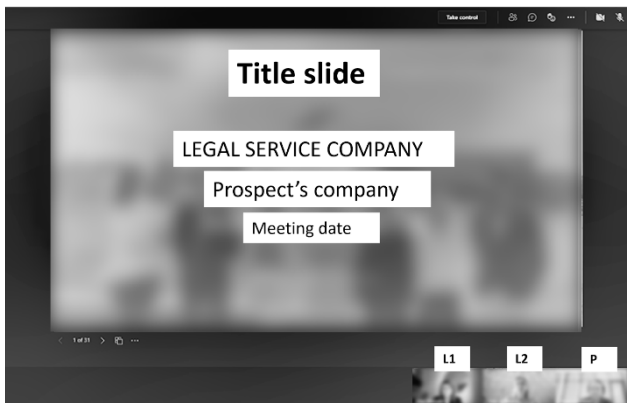 Take control
Title slide
LEGAL SERVICE COMPANY
Prospect’s company
Meeting date
1 of 31
L1
L2
P